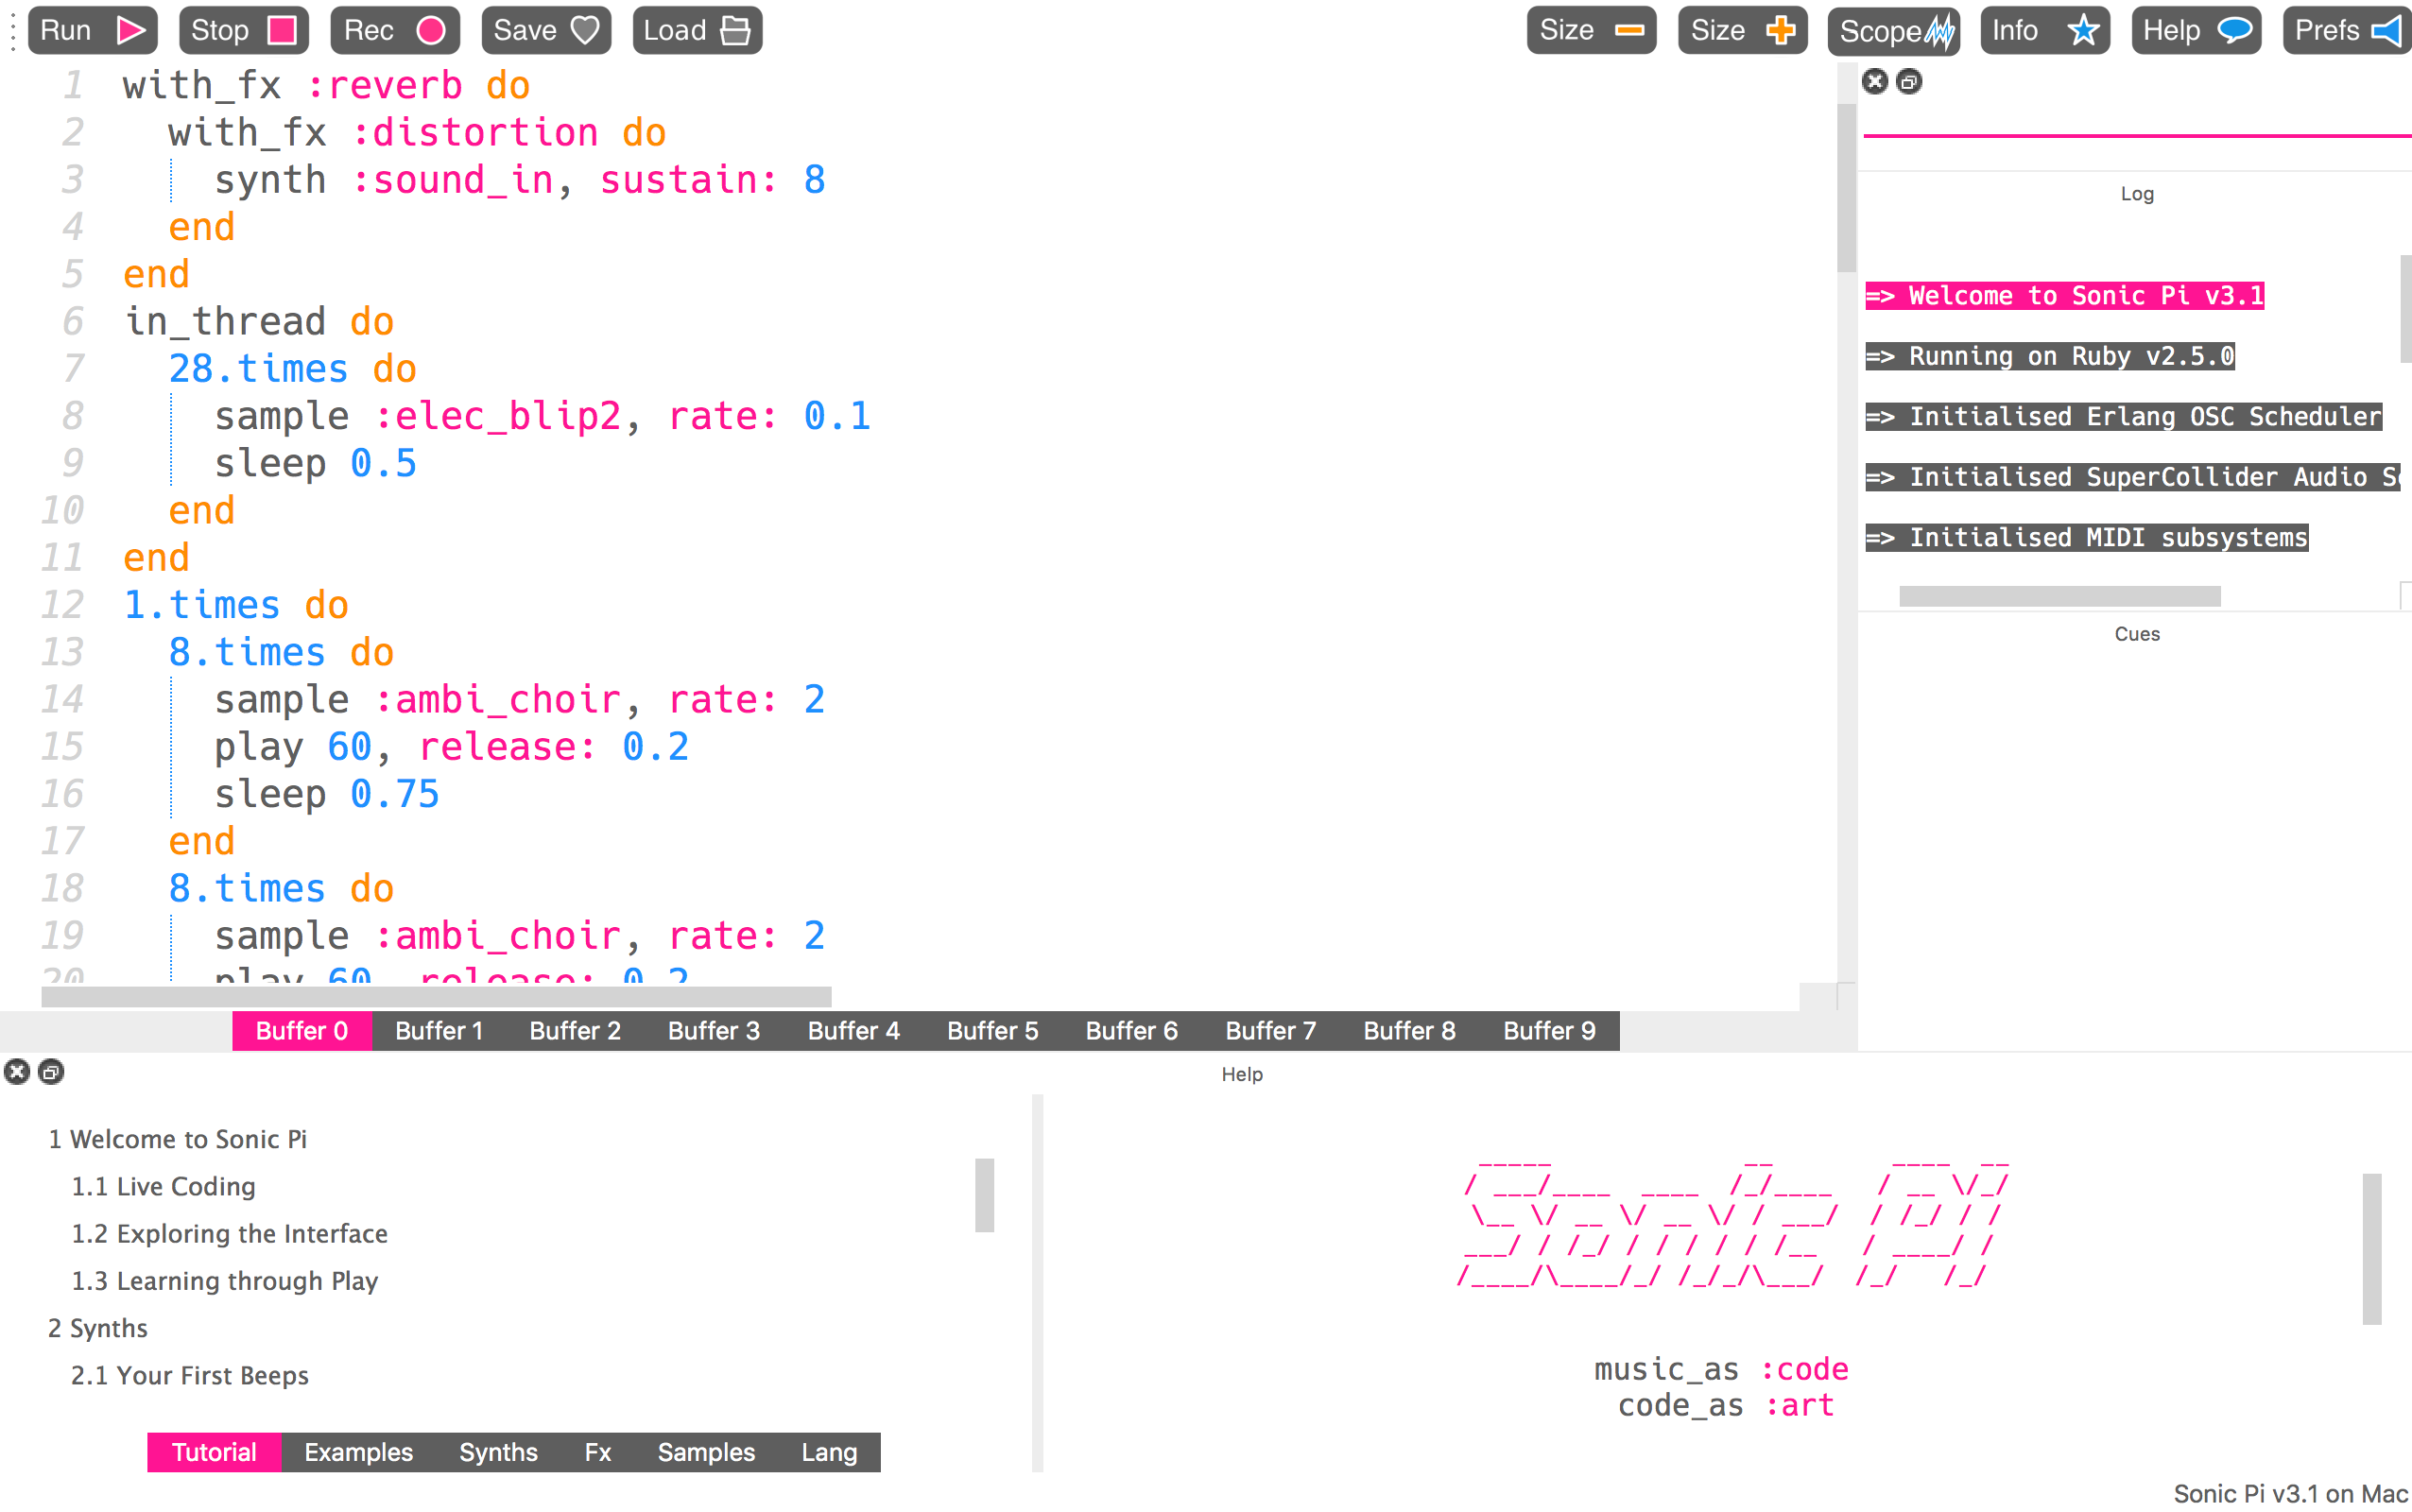 Run Stop Rec Save Load Size Size Scope Info Help Prefs
1 with_fx :reverb do
2 with_fx :distortion do
3 synth :sound_in, sustain: 8
4 end
5 end
6 in_thread do
7 28.times do
8 sample :elec_blip2, rate: 0.1
9 sleep 0.5
10 end
11 end
12 1.times do
13 8.times do
14 sample :ambi_choir, rate: 2
15 play 60, release: 0.2
16 sleep 0.75
17 end
18 8.times do
19 sample :ambi_choir, rate: 2
20 play 60, release: 0.2
Buffer 0 Buffer 1 Buffer 2 Buffer 3 Buffer 4 Buffer 5 Buffer 6 Buffer 7 Buffer 8 Buffer 9
Log
=> Welcome to Sonic Pi v3.1
=> Running on Ruby v2.5.0
=> Initialised Erlang OSC Scheduler
=> Initialised SuperCollider Audio
=> Initialised MIDI subsystems
Cues
Help
1 Welcome to Sonic Pi
1.1 Live Coding
1.2 Exploring the Interface
1.3 Learning through Play
2 Synths
2.1 Your First Beeps
Tutorial Examples Synths Fx Samples Lang
Sonic Pi
music_as :code
code_as :art
Sonic Pi v3.1 on Mac